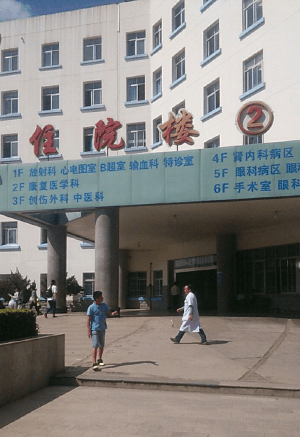 住院楼 2
1F 放射科 心电图室 B超室 输血科 特诊室
2F 康复医学科
3F 创伤外科 中医科
4F 肾内科病区
5F 眼科病区 眼
6F 手术室 眼科